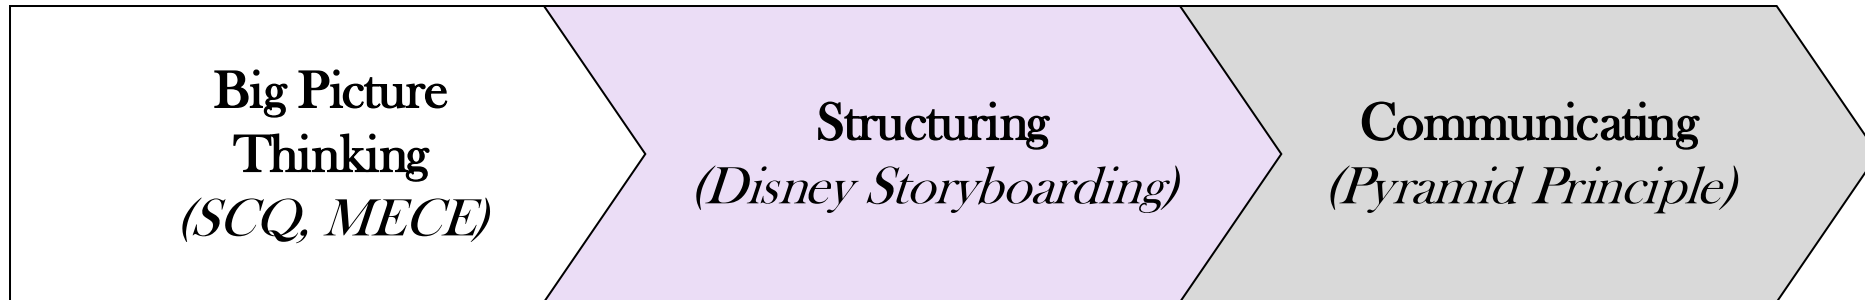 Big Picture
Thinking
(SCQ, MECE)
Structuring
(Disney Storyboarding)
Communicating
(Pyramid Principle)